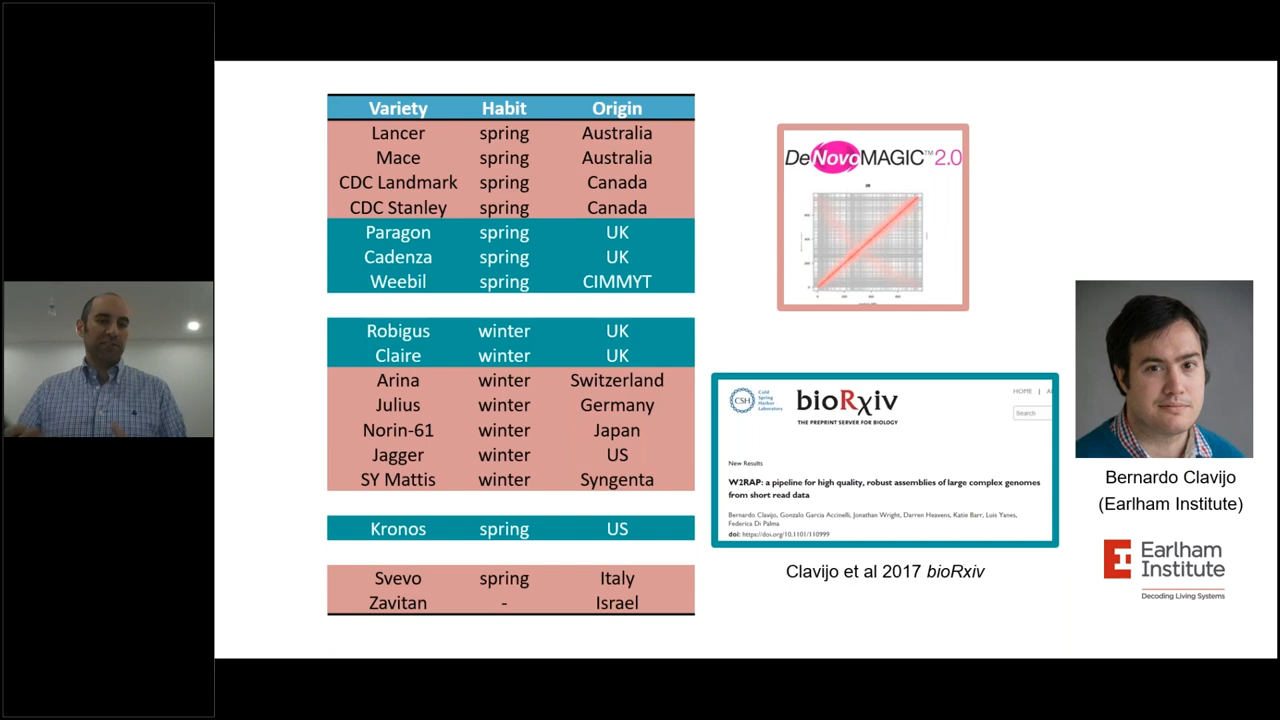 Variety Habit Origin
Lancer spring Australia
Mace spring Australia
CDC Landmark spring Canada
CDC Stanley spring Canada
Paragon spring UK
Cadenza spring UK
Weebil spring CIMMYT
Robigus winter UK
Claire winter UK
Arina winter Switzerland
Julius winter Germany
Norin-61 winter Japan
Jagger winter US
SY Mattis winter Syngenta
Kronos spring US
Svevo spring Italy
Zavitan - Israel
DeNovoMAGIC™ 2.0
CSH Cold Spring Harbor Laboratory
bioRxiv
THE PREPRINT SERVER FOR BIOLOGY
HOME |
Search
New Results
W2RAP: a pipeline for high quality, robust assemblies of large complex genomes
from short read data
Bernardo Clavijo, Gonzalo Garcia Accinelli, Jonathan Wright, Darren Heavens, Katie Barr, Luis Yanes,
Federica Di Palma
doi: https://doi.org/10.1101/110999
Clavijo et al 2017 bioRxiv
Bernardo Clavijo
(Earlham Institute)
Earlham
Institute
Decoding Living Systems